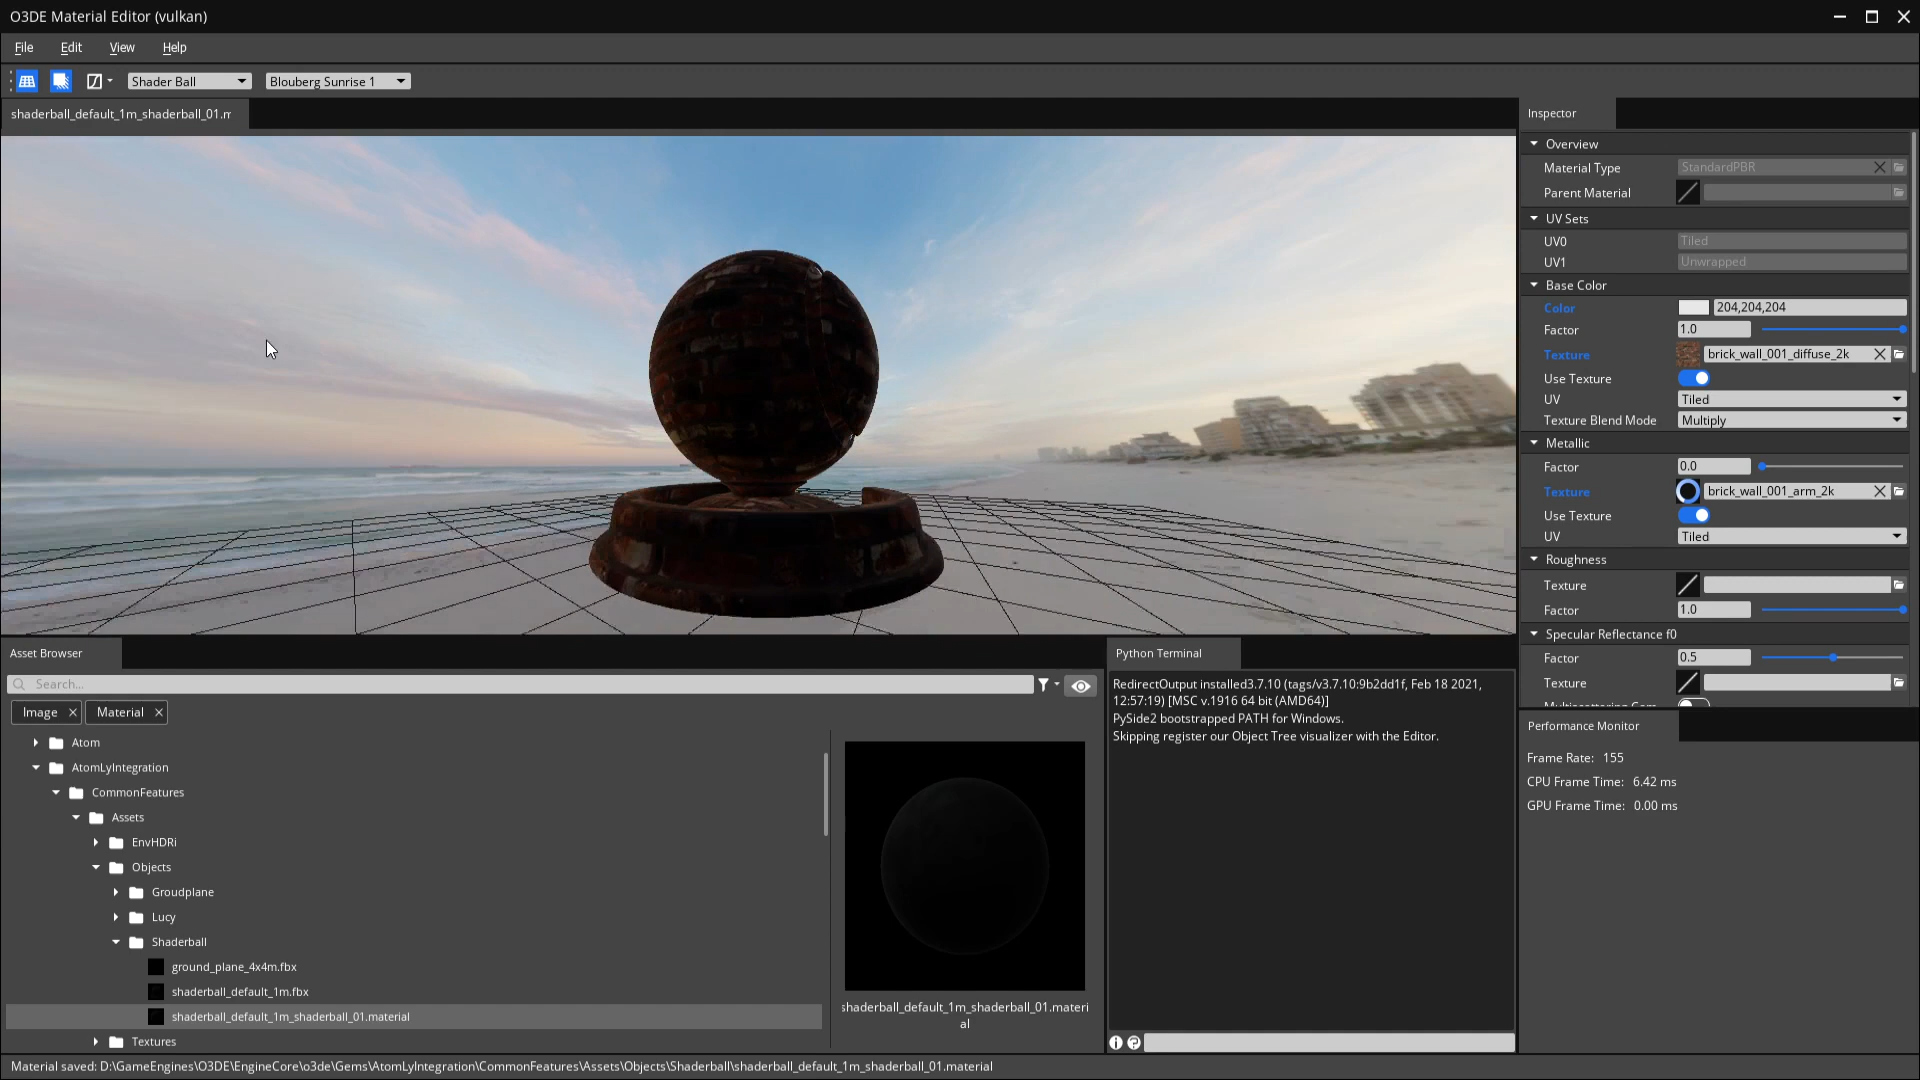 O3DE Material Editor (vulkan)
File Edit View Help
Shader Ball Blouberg Sunrise 1
shaderball_default_1m_shaderball_01.m
Inspector
Overview
Material Type StandardPBR
Parent Material
UV Sets
UV0 Tiled
UV1 Unwrapped
Base Color
Color 204,204,204
Factor 1.0
Texture brick_wall_001_diffuse_2k
Use Texture
UV Tiled
Texture Blend Mode Multiply
Metallic
Factor 0.0
Texture brick_wall_001_arm_2k
Use Texture
UV Tiled
Roughness
Texture
Factor 1.0
Specular Reflectance f0
Factor 0.5
Texture
Asset Browser
Search...
Image Material
Atom
AtomLyIntegration
CommonFeatures
Assets
EnvHDRi
Objects
Groudplane
Lucy
Shaderball
ground_plane_4x4m.fbx
shaderball_default_1m.fbx
shaderball_default_1m_shaderball_01.material
Textures
shaderball_default_1m_shaderball_01.materi
al
Python Terminal
RedirectOutput installed3.7.10 (tags/v3.7.10:9b2dd1f, Feb 18 2021,
12:57:19) [MSC v.1916 64 bit (AMD64)]
PySide2 bootstrapped PATH for Windows.
Skipping register our Object Tree visualizer with the Editor.
Performance Monitor
Frame Rate: 155
CPU Frame Time: 6.42 ms
GPU Frame Time: 0.00 ms
Material saved: D:\GameEngines\O3DE\EngineCore\o3de\Gems\AtomLyIntegration\CommonFeatures\Assets\Objects\Shaderball\shaderball_default_1m_shaderball_01.material